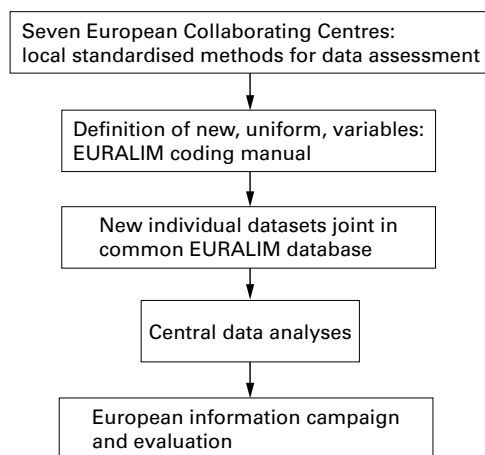 Seven European Collaborating Centres:
local standardised methods for data assessment
Definition of new, uniform, variables:
EURALIM coding manual
New individual datasets joint in
common EURALIM database
Central data analyses
European information campaign
and evaluation